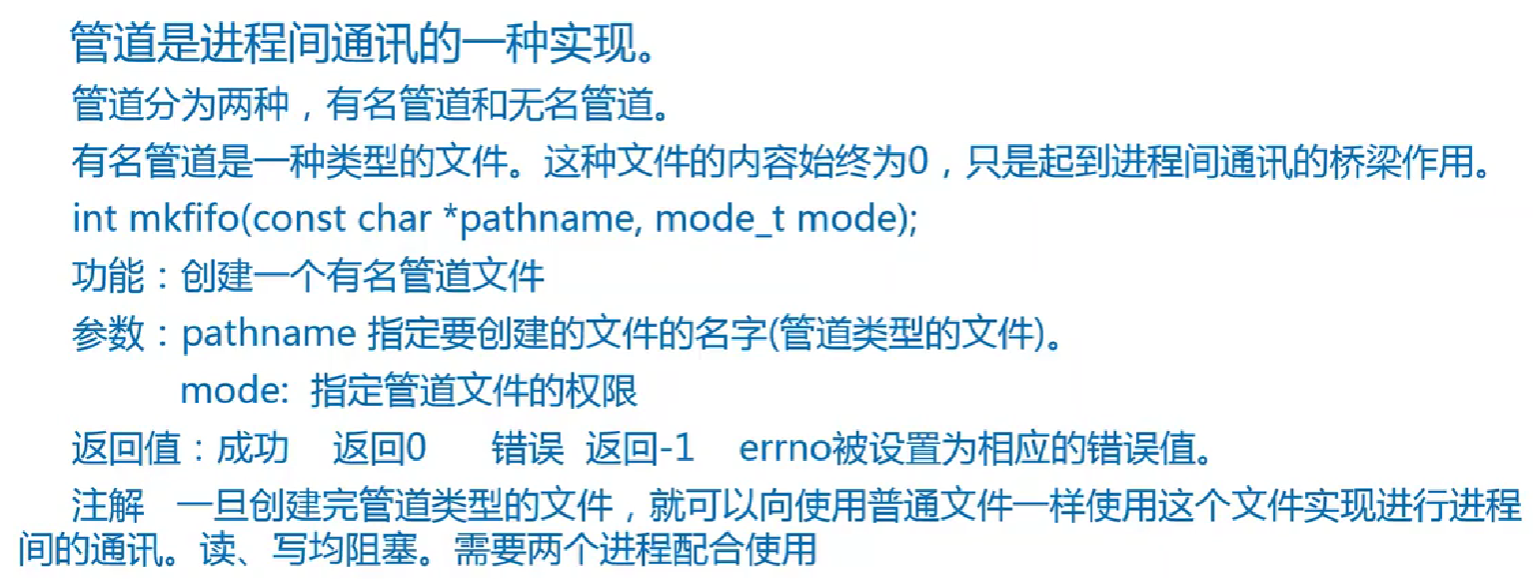 管道是进程间通讯的一种实现。
管道分为两种，有名管道和无名管道。
有名管道是一种类型的文件。这种文件的内容始终为0，只是起到进程间通讯的桥梁作用。
int mkfifo(const char *pathname, mode_t mode);
功能：创建一个有名管道文件
参数：pathname 指定要创建的文件的名字(管道类型的文件)。
mode: 指定管道文件的权限
返回值：成功 返回0 错误 返回-1 errno被设置为相应的错误值。
注解 一旦创建完管道类型的文件，就可以向使用普通文件一样使用这个文件实现进行进程
间的通讯。读、写均阻塞。需要两个进程配合使用